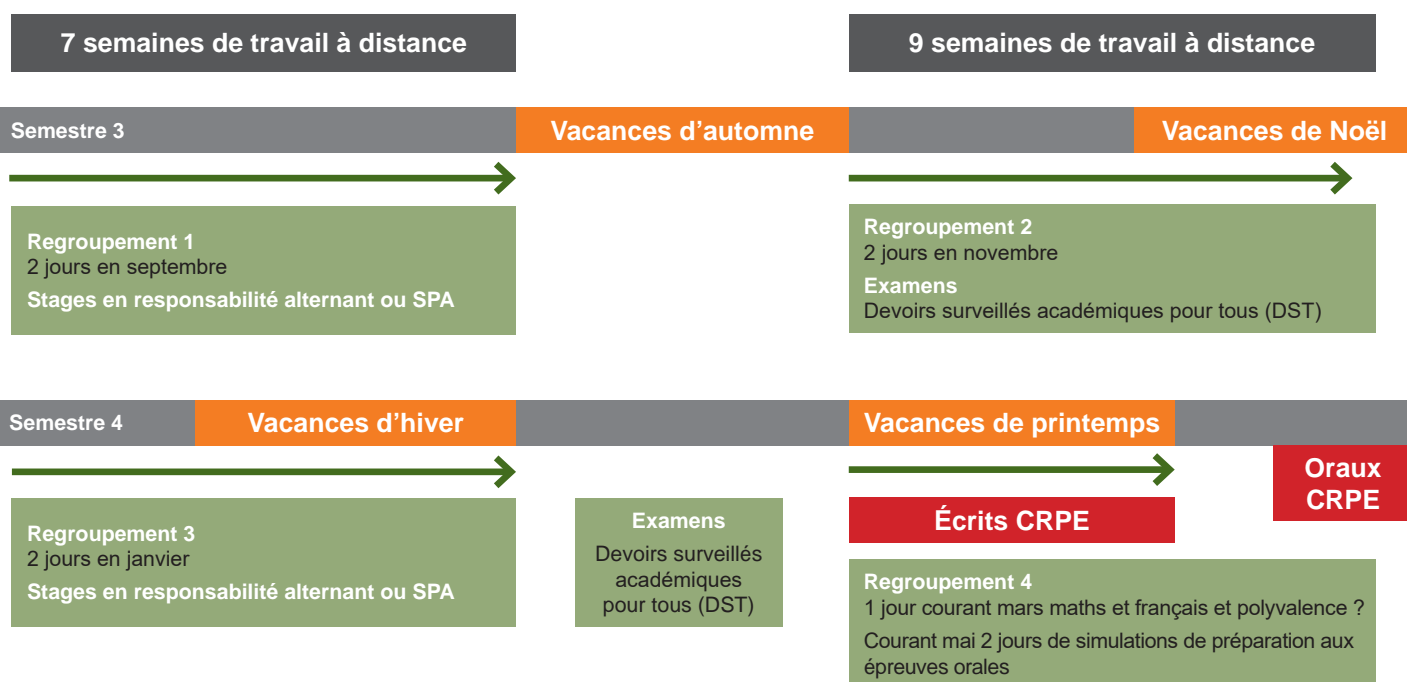 7 semaines de travail à distance
9 semaines de travail à distance
Semestre 3
Vacances d’automne
Vacances de Noël
Regroupement 1
2 jours en septembre
Stages en responsabilité alternant ou SPA
Regroupement 2
2 jours en novembre
Examens
Devoirs surveillés académiques pour tous (DST)
Semestre 4
Vacances d’hiver
Vacances de printemps
Oraux
CRPE
Regroupement 3
2 jours en janvier
Stages en responsabilité alternant ou SPA
Examens
Devoirs surveillés
académiques
pour tous (DST)
Écrits CRPE
Regroupement 4
1 jour courant mars maths et français et polyvalence ?
Courant mai 2 jours de simulations de préparation aux
épreuves orales